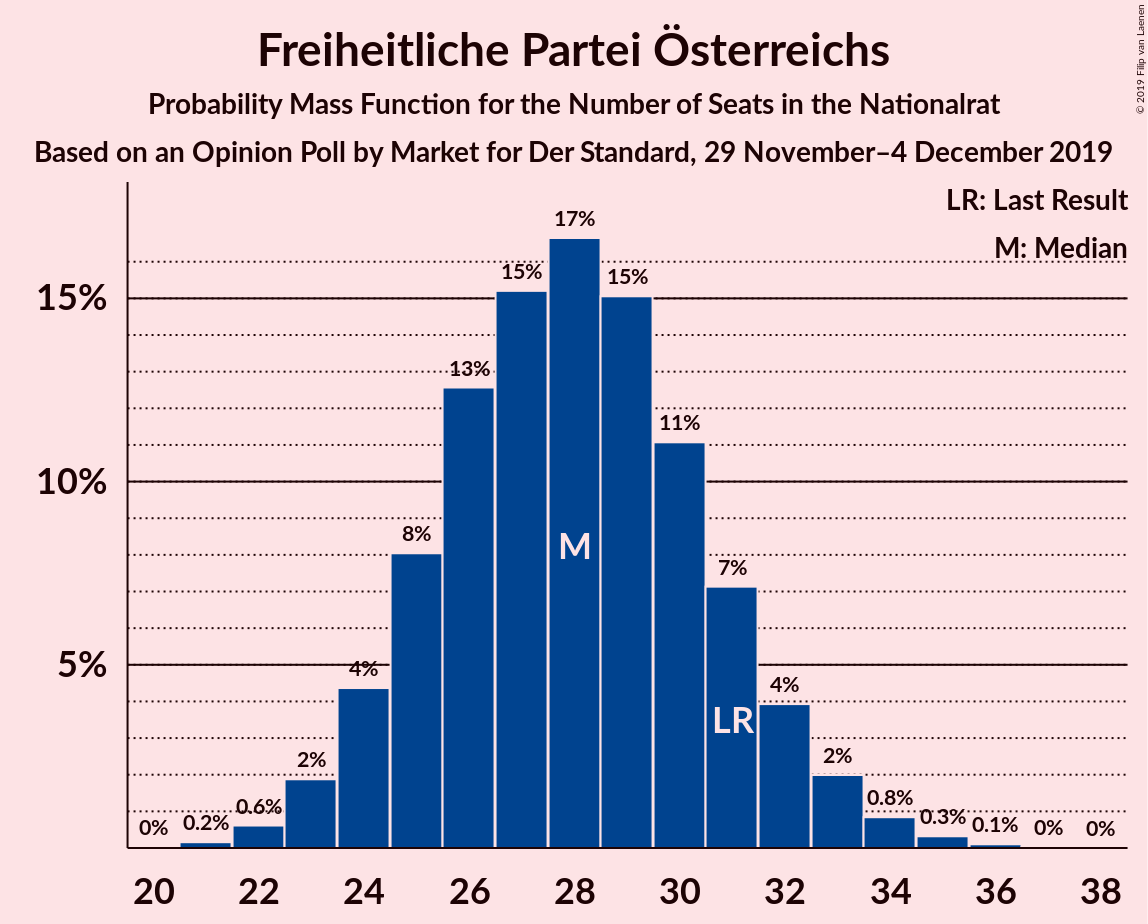 Freiheitliche Partei Österreichs
Probability Mass Function for the Number of Seats in the Nationalrat
Based on an Opinion Poll by Market for Der Standard, 29 November–4 December 2019
© 2019 Filip van Laenen
LR: Last Result
M: Median
15%
10%
5%
0%
0.2%
0.6%
2%
4%
8%
13%
15%
17%
15%
11%
7%
4%
2%
0.8%
0.3%
0.1%
0%
0%
M
LR
20 22 24 26 28 30 32 34 36 38